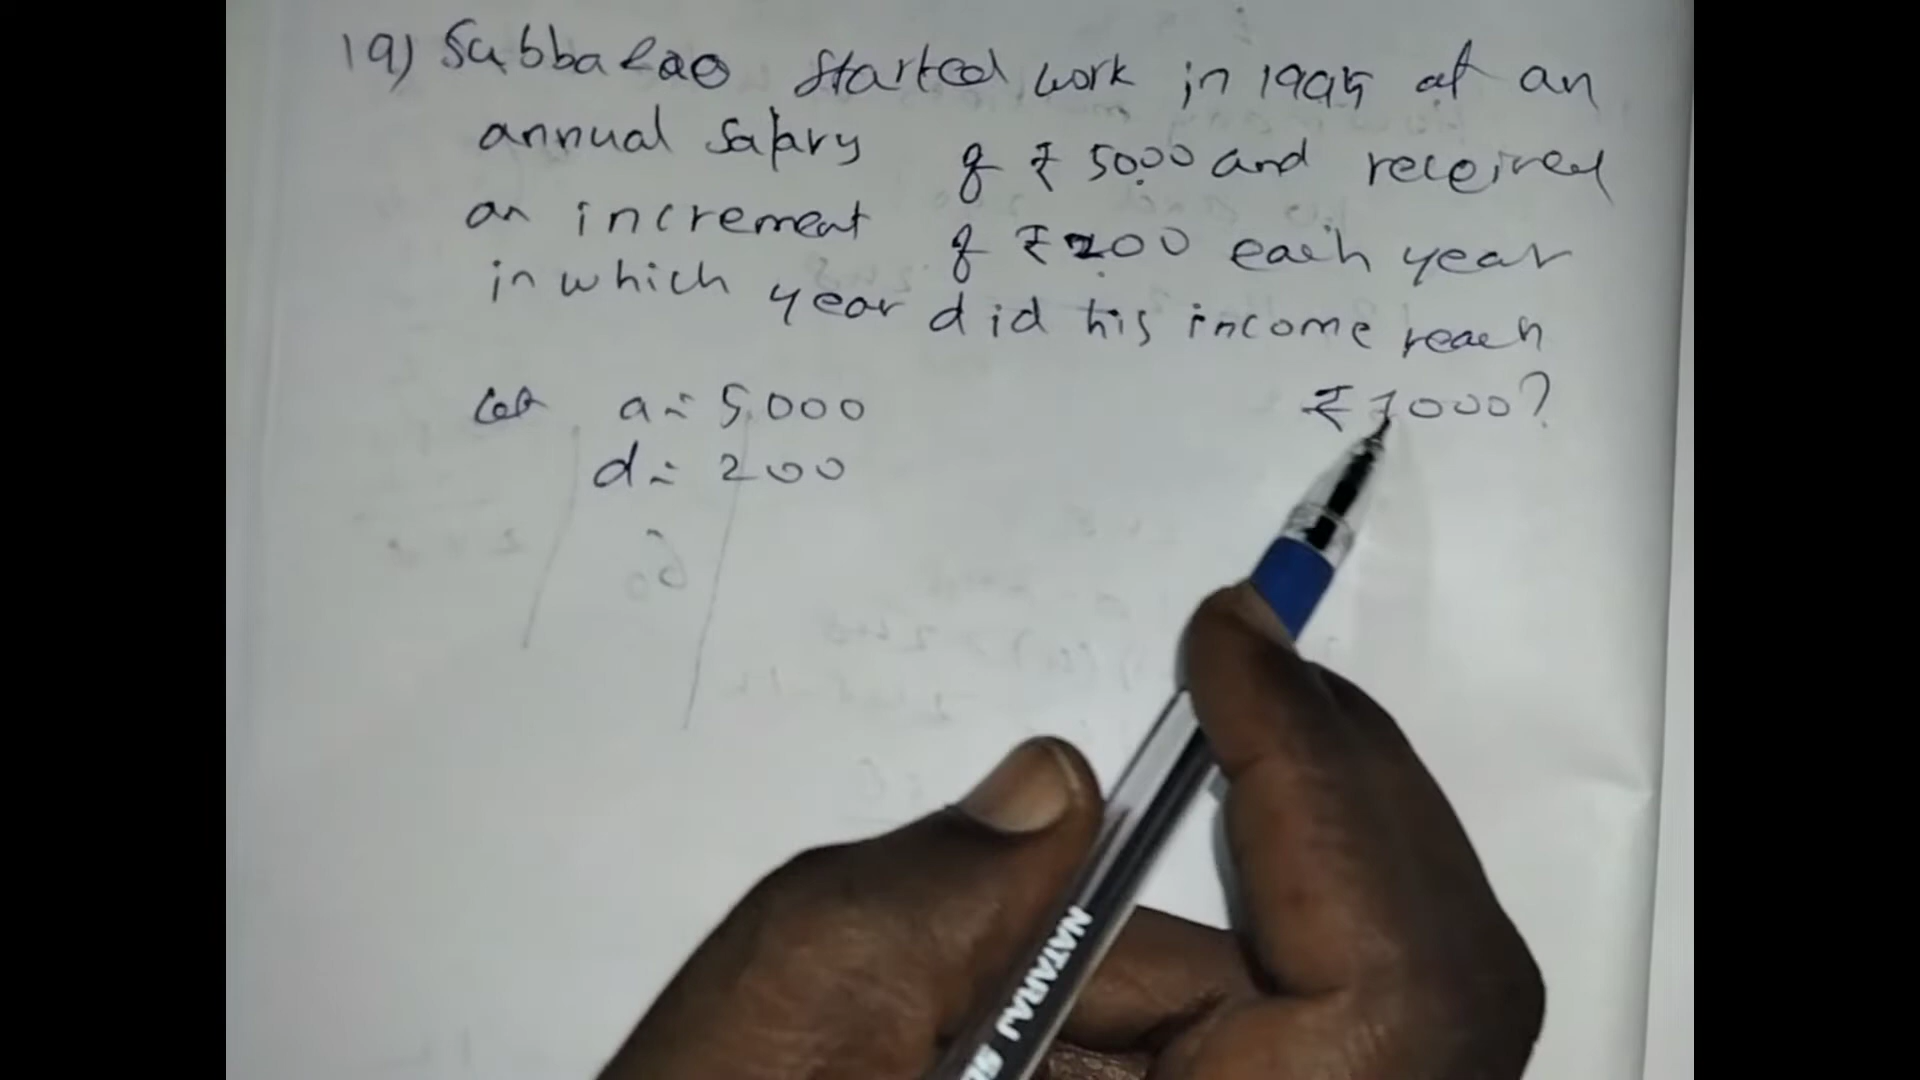 19) Subbarao started work in 1995 at an
annual salary of ₹ 5000 and received
an increment of ₹ 200 each year
in which year did his income reach
₹ 7000?
Let a = 5000
d = 200
NATARAJ